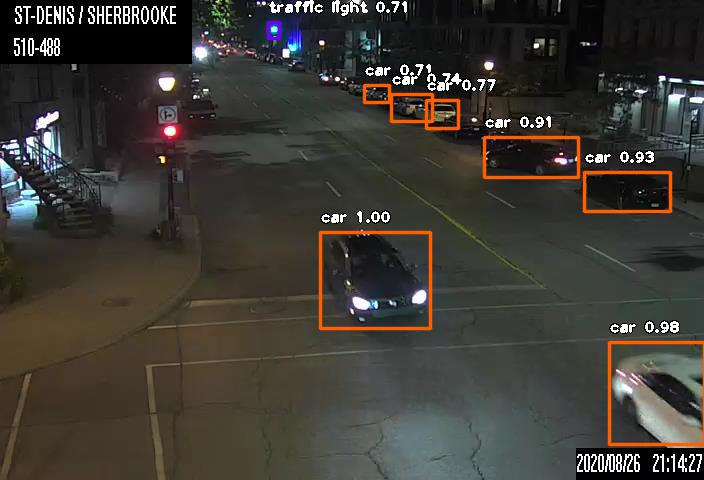 ST-DENIS / SHERBROOKE
510-488
traffic light 0.71
car 0.71
car 0.74
car 0.77
car 0.91
car 0.93
car 1.00
car 0.98
2020/08/26 21:14:27